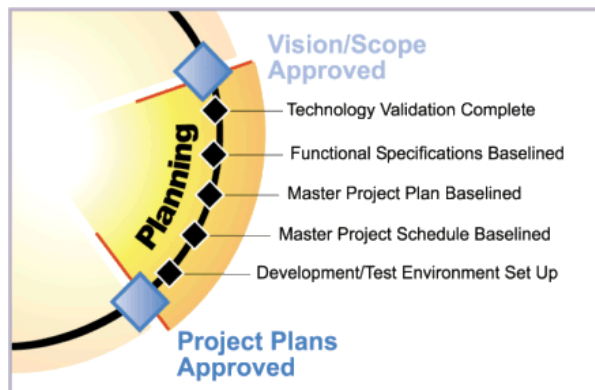 Vision/Scope
Approved
Technology Validation Complete
Functional Specifications Baselined
Master Project Plan Baselined
Master Project Schedule Baselined
Development/Test Environment Set Up
Planning
Project Plans
Approved